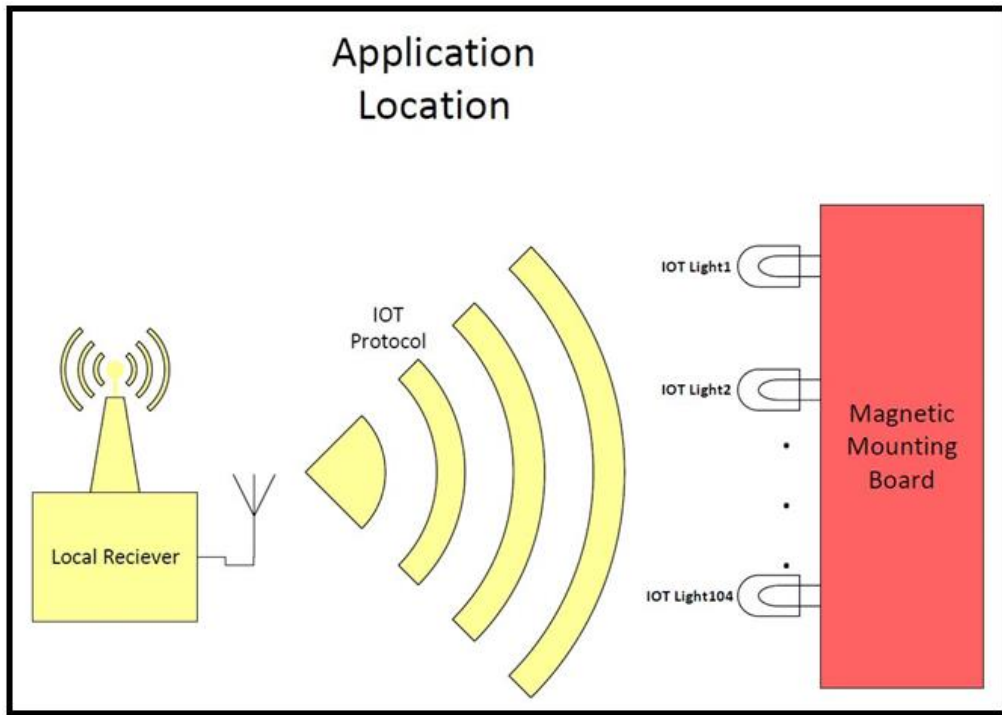 Application
Location
IOT
Protocol
Local Reciever
IOT Light1
IOT Light2
IOT Light104
Magnetic
Mounting
Board